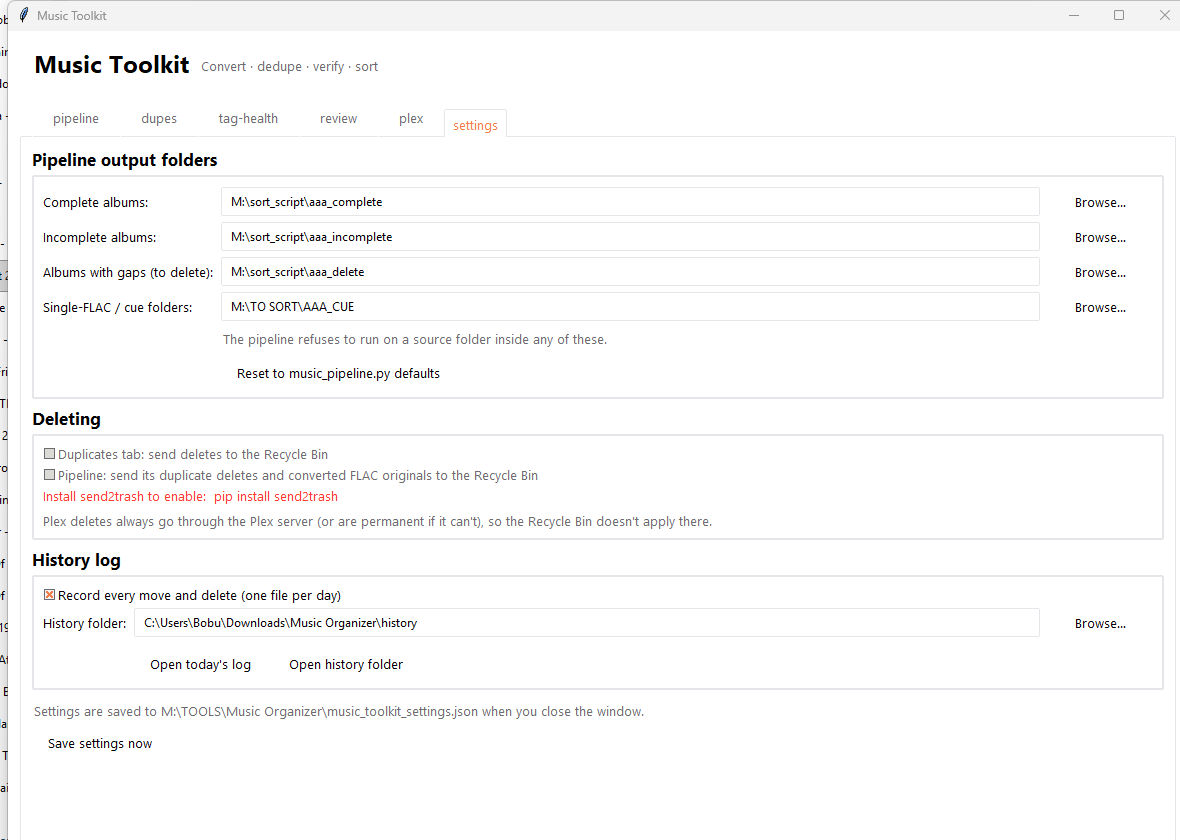 Music Toolkit
Music Toolkit Convert · dedupe · verify · sort
pipeline dupes tag-health review plex settings
Pipeline output folders
Complete albums: M:\sort_script\aaa_complete Browse...
Incomplete albums: M:\sort_script\aaa_incomplete Browse...
Albums with gaps (to delete): M:\sort_script\aaa_delete Browse...
Single-FLAC / cue folders: M:\TO SORT\AAA_CUE Browse...
The pipeline refuses to run on a source folder inside any of these.
Reset to music_pipeline.py defaults
Deleting
Duplicates tab: send deletes to the Recycle Bin
Pipeline: send its duplicate deletes and converted FLAC originals to the Recycle Bin
Install send2trash to enable:  pip install send2trash
Plex deletes always go through the Plex server (or are permanent if it can't), so the Recycle Bin doesn't apply there.
History log
Record every move and delete (one file per day)
History folder: C:\Users\Bobu\Downloads\Music Organizer\history Browse...
Open today's log Open history folder
Settings are saved to M:\TOOLS\Music Organizer\music_toolkit_settings.json when you close the window.
Save settings now